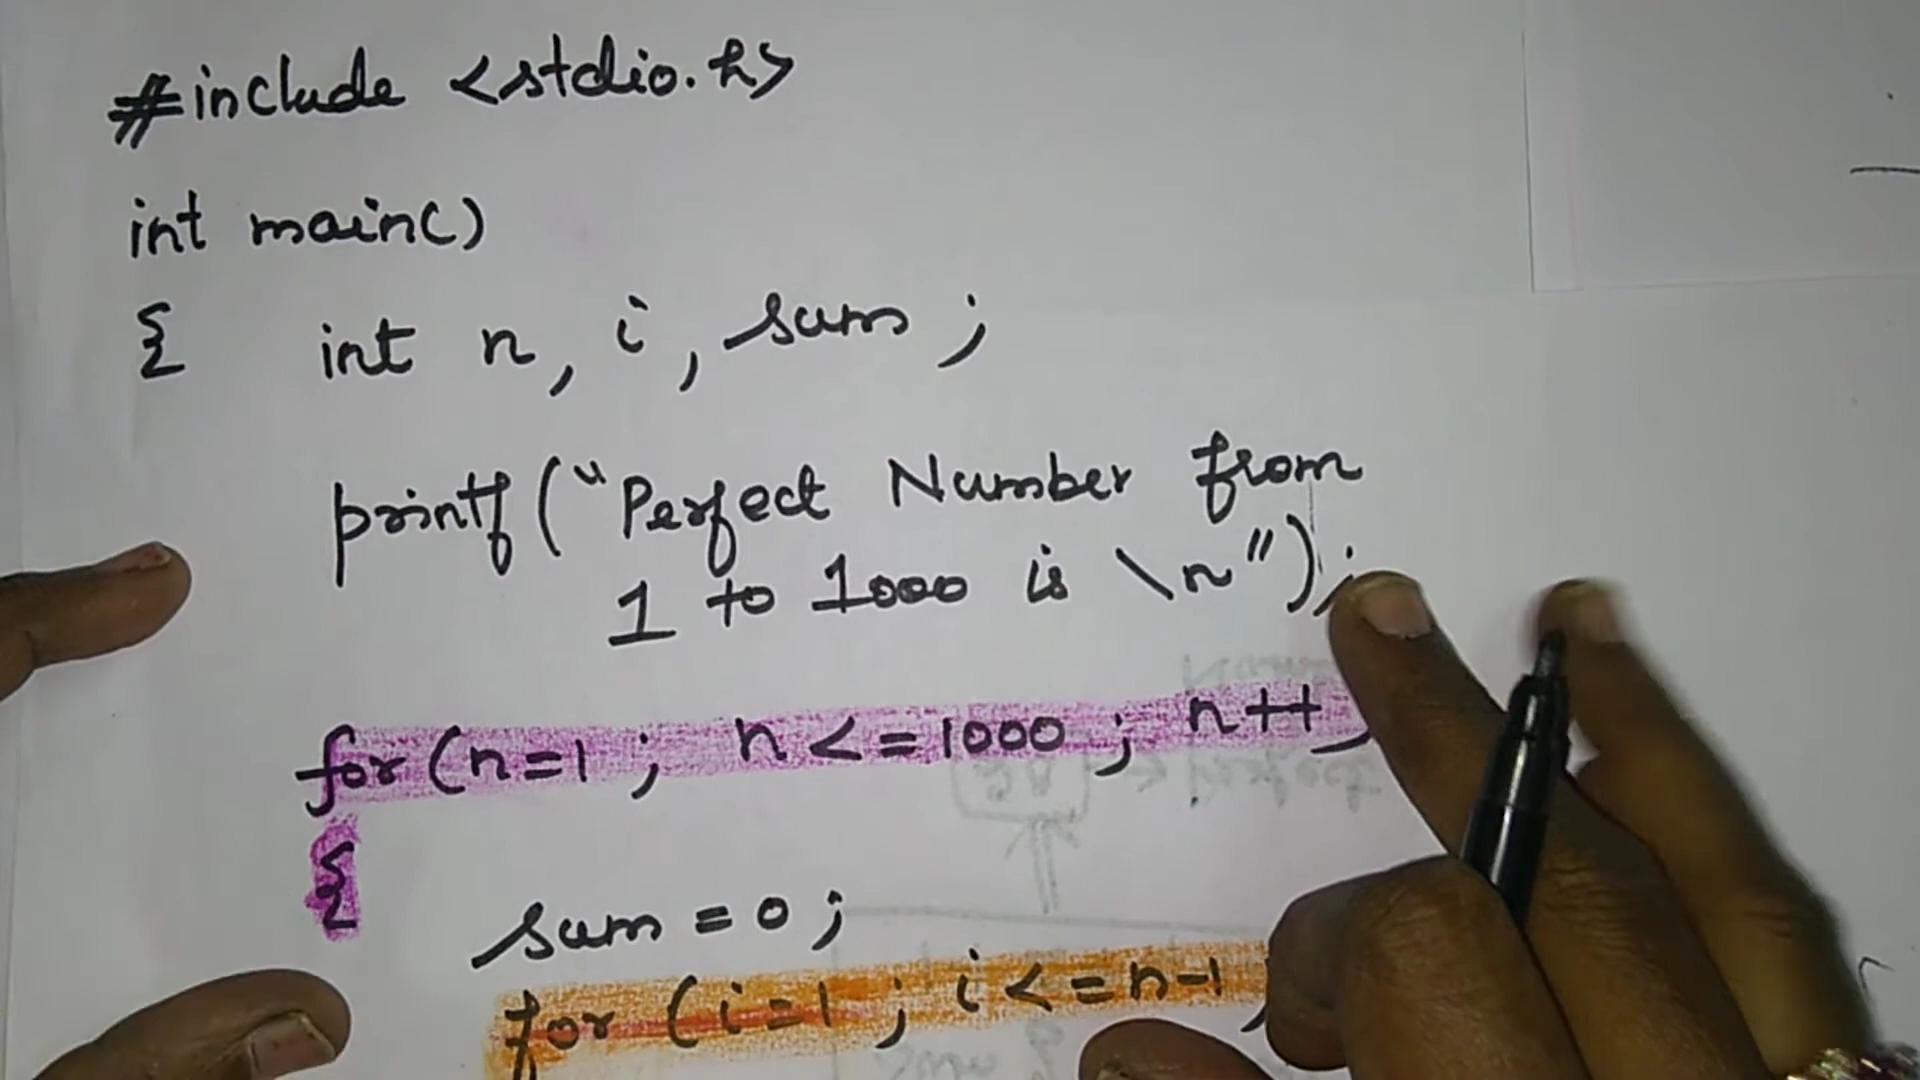 #include <stdio.h>
int main()
{ int n, i, sum;
printf("Perfect Number from
1 to 1000 is \n");
for(n=1; n<=1000; n++)
{
sum=0;
for (i=1; i<=n-1;